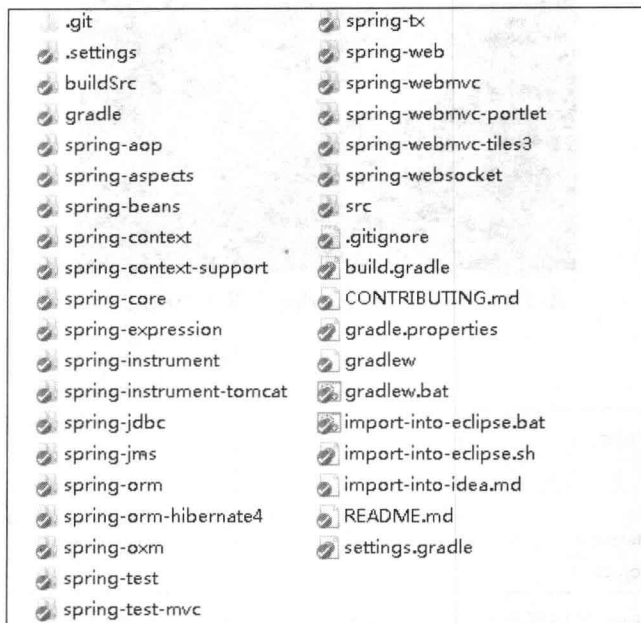 .git
.settings
buildSrc
gradle
spring-aop
spring-aspects
spring-beans
spring-context
spring-context-support
spring-core
spring-expression
spring-instrument
spring-instrument-tomcat
spring-jdbc
spring-jms
spring-orm
spring-orm-hibernate4
spring-oxm
spring-test
spring-test-mvc
spring-tx
spring-web
spring-webmvc
spring-webmvc-portlet
spring-webmvc-tiles3
spring-websocket
src
.gitignore
build.gradle
CONTRIBUTING.md
gradle.properties
gradlew
gradlew.bat
import-into-eclipse.bat
import-into-eclipse.sh
import-into-idea.md
README.md
settings.gradle